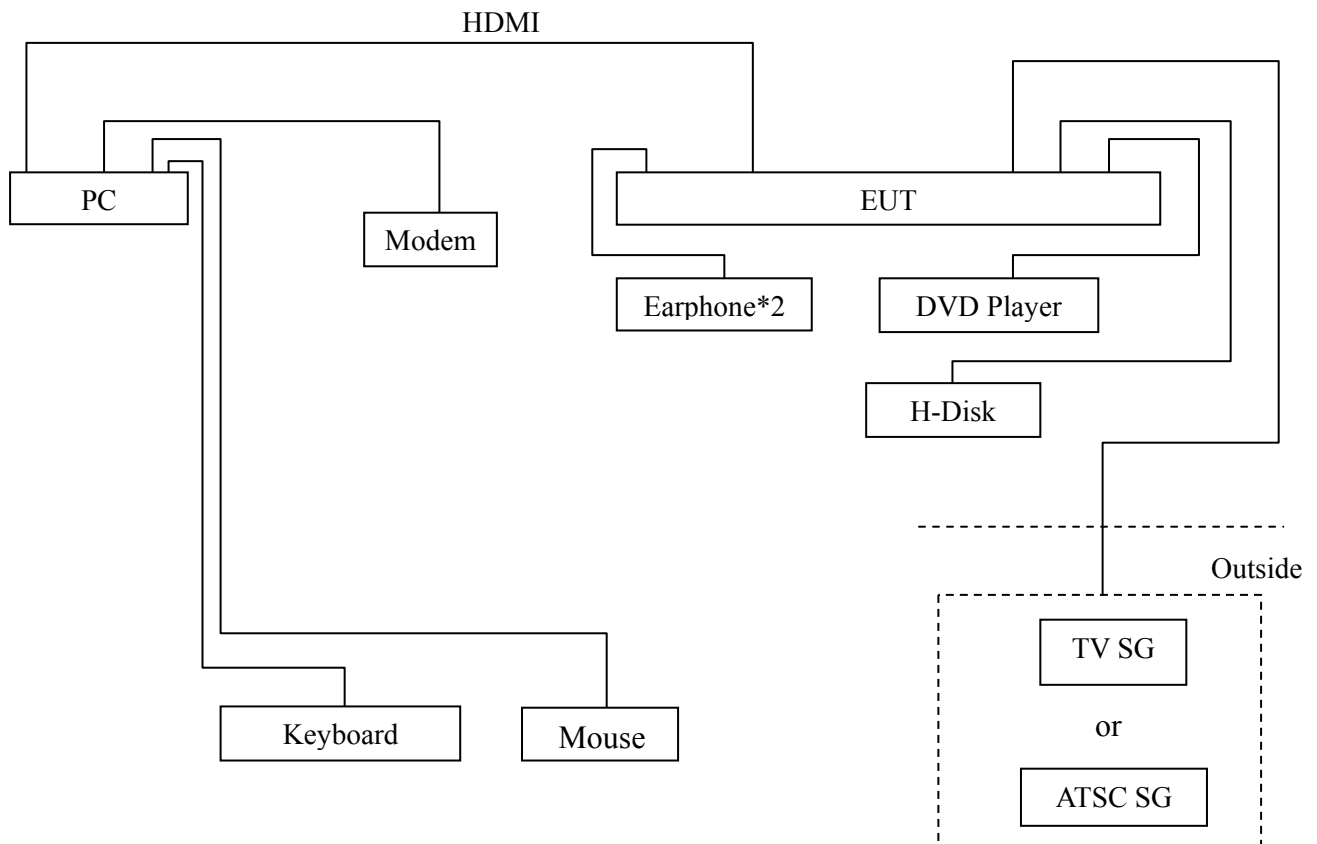 HDMI
PC
EUT
Modem
Earphone*2
DVD Player
H-Disk
Outside
TV SG
or
ATSC SG
Keyboard
Mouse